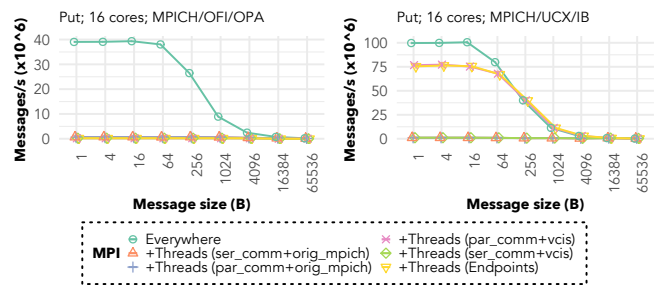 Put; 16 cores; MPICH/OFI/OPA
Messages/s (x10^6)
40
30
20
10
0
1
4
16
64
256
1024
4096
16384
65536
Message size (B)
Put; 16 cores; MPICH/UCX/IB
Messages/s (x10^6)
100
75
50
25
0
1
4
16
64
256
1024
4096
16384
65536
Message size (B)
MPI
Everywhere
+Threads (ser_comm+orig_mpich)
+Threads (par_comm+orig_mpich)
+Threads (par_comm+vcis)
+Threads (ser_comm+vcis)
+Threads (Endpoints)